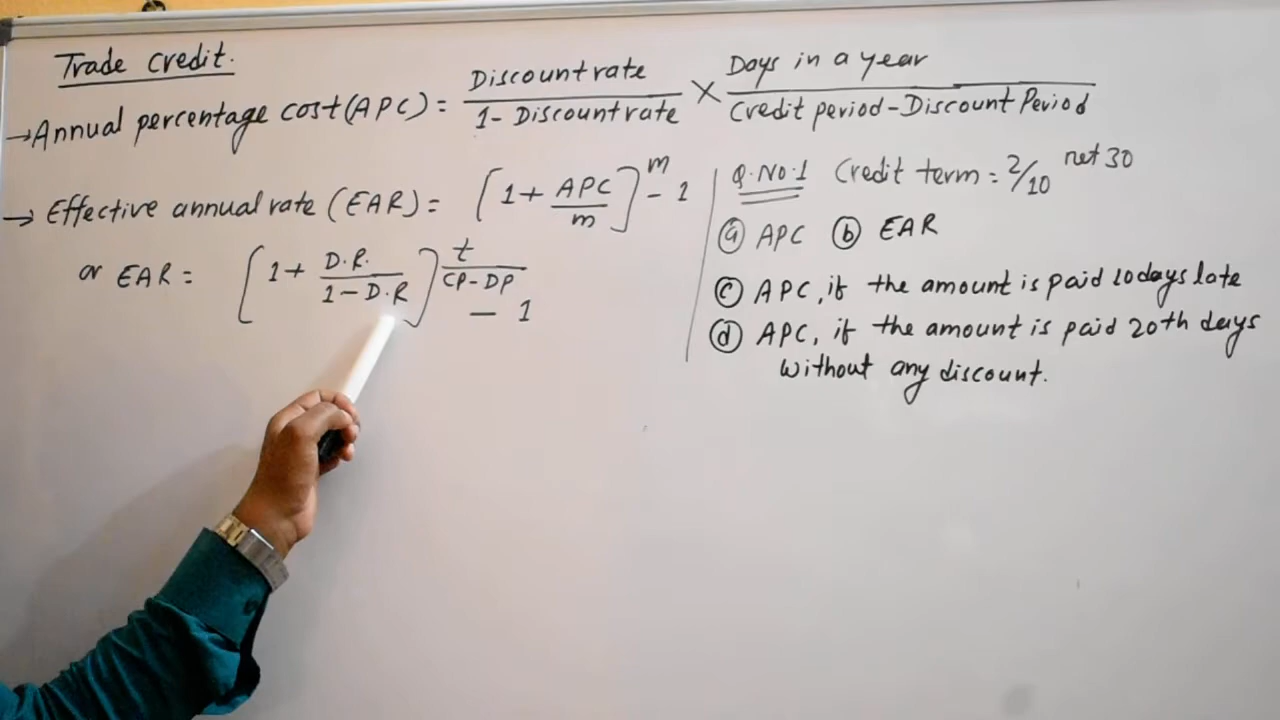 Trade credit.
→ Annual percentage cost (APC) = Discount rate / 1 - Discount rate × Days in a year / Credit period - Discount Period
→ Effective annual rate (EAR) = [1 + APC / m]^m - 1
or EAR = [1 + D.R. / 1 - D.R]^t / CP - DP - 1
Q.No.1 Credit term = 2/10 net 30
ⓐ APC ⓑ EAR
ⓒ APC, if the amount is paid 10 days late
ⓓ APC, if the amount is paid 20th days
without any discount.